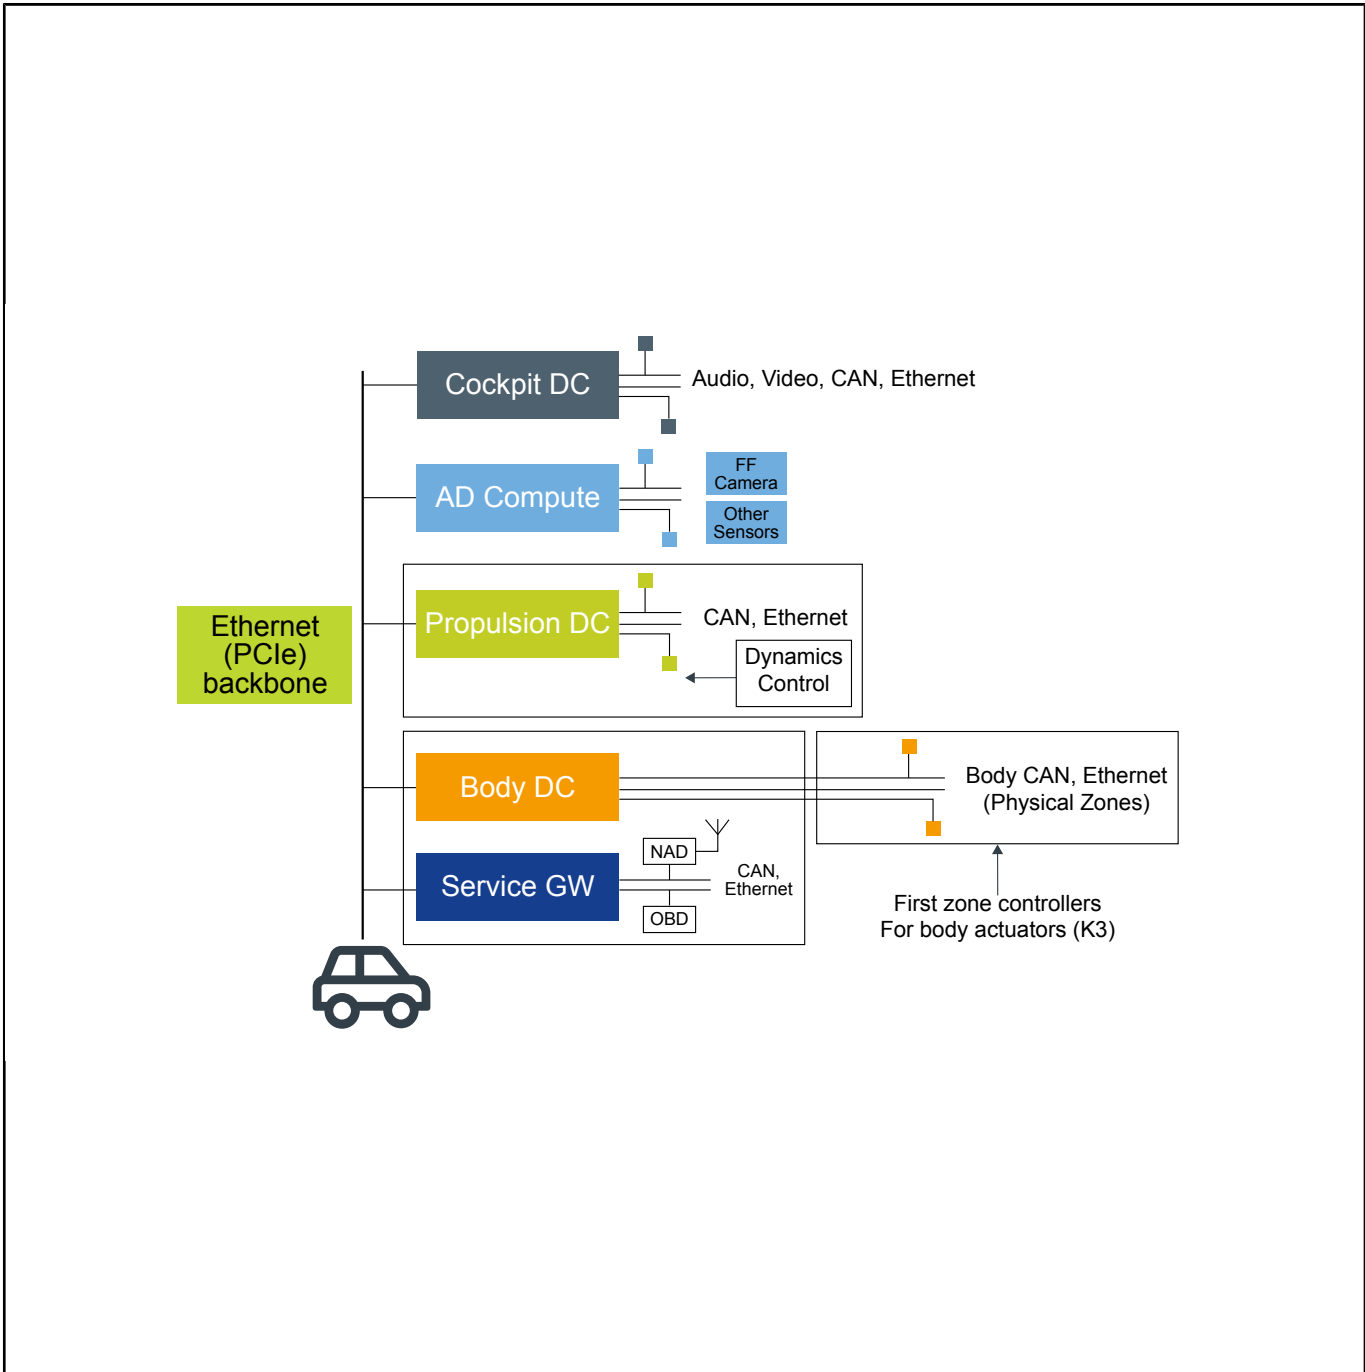 Cockpit DC
Audio, Video, CAN, Ethernet
AD Compute
FF
Camera
Other
Sensors
Ethernet
(PCIe)
backbone
Propulsion DC
CAN, Ethernet
Dynamics
Control
Body DC
Body CAN, Ethernet
(Physical Zones)
Service GW
NAD
CAN,
Ethernet
OBD
First zone controllers
For body actuators (K3)